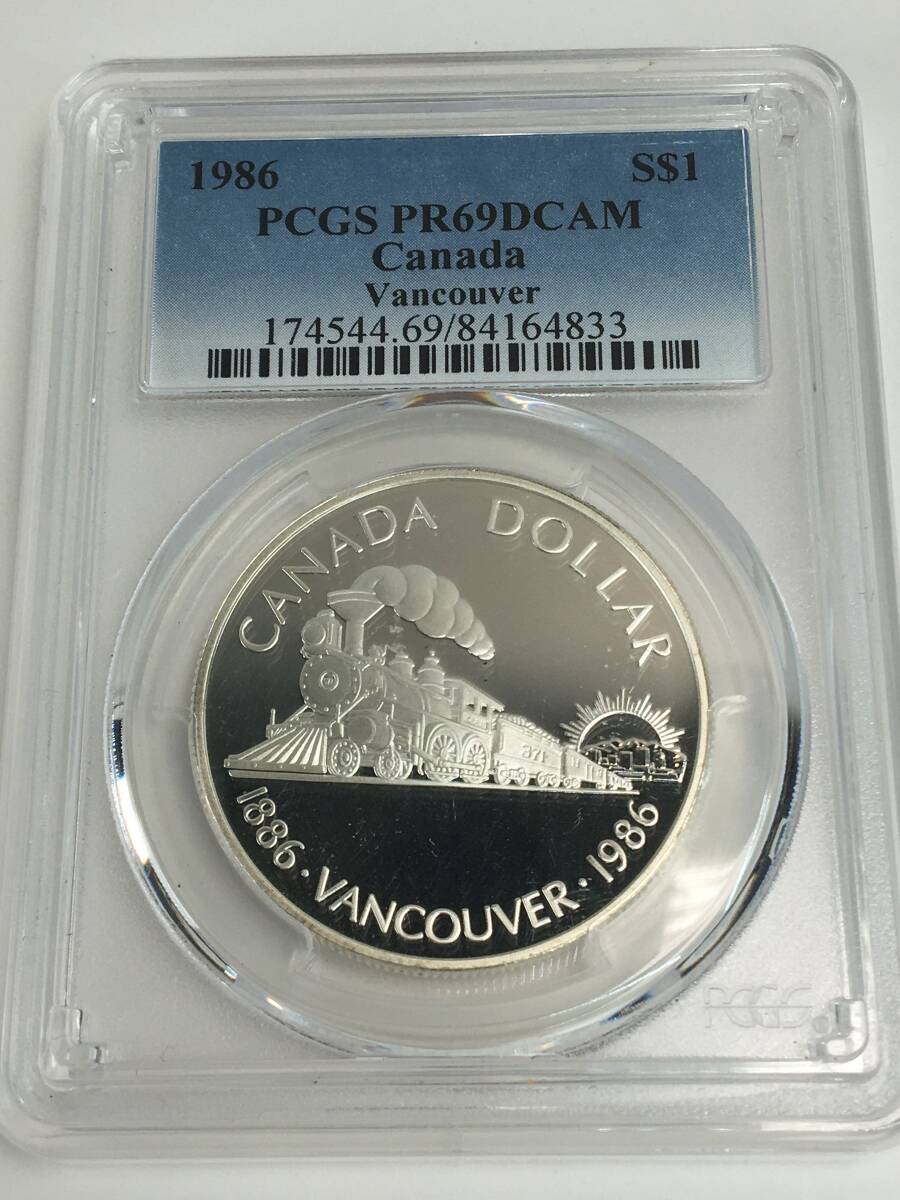 1986 S$1
PCGS PR69DCAM
Canada
Vancouver
174544.69/84164833
CANADA DOLLAR
371
1886 · VANCOUVER · 1986
PCGS